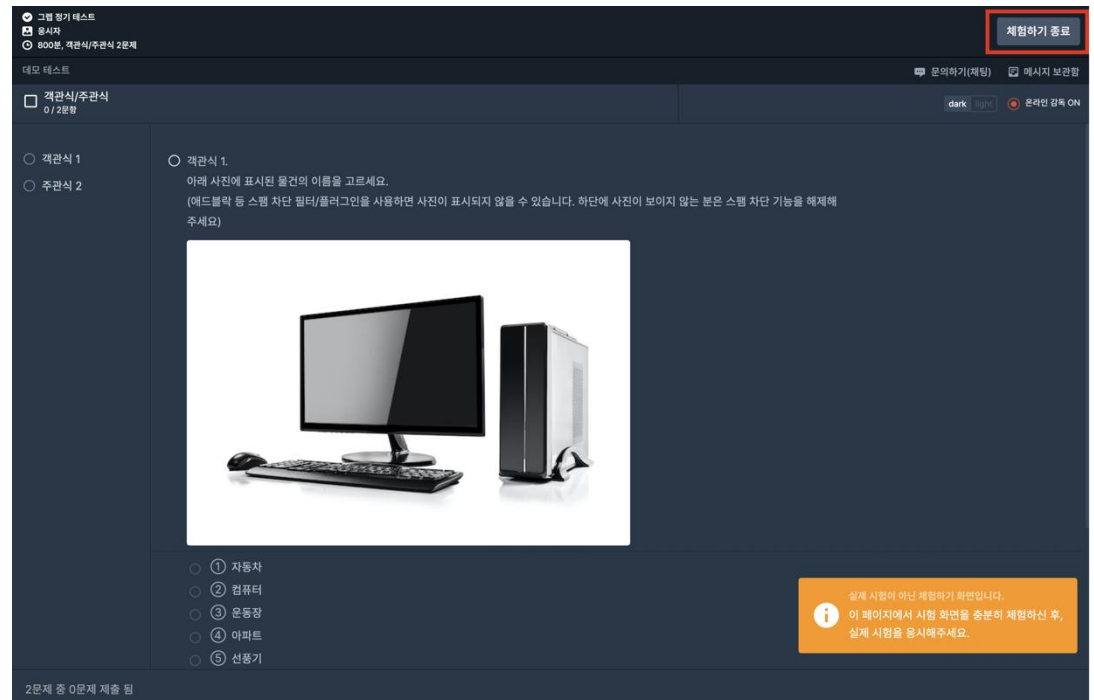 그렙 정기 테스트
응시자
800분, 객관식/주관식 2문제
체험하기 종료
데모 테스트
문의하기(채팅)
메시지 보관함
객관식/주관식
0 / 2문항
dark light
온라인 감독 ON
객관식 1
주관식 2
객관식 1.
아래 사진에 표시된 물건의 이름을 고르세요.
(애드블락 등 스팸 차단 필터/플러그인을 사용하면 사진이 표시되지 않을 수 있습니다. 하단에 사진이 보이지 않는 분은 스팸 차단 기능을 해제해
주세요)
① 자동차
② 컴퓨터
③ 운동장
④ 아파트
⑤ 선풍기
실제 시험이 아닌 체험하기 화면입니다.
이 페이지에서 시험 화면을 충분히 체험하신 후,
실제 시험을 응시해주세요.
2문제 중 0문제 제출 됨